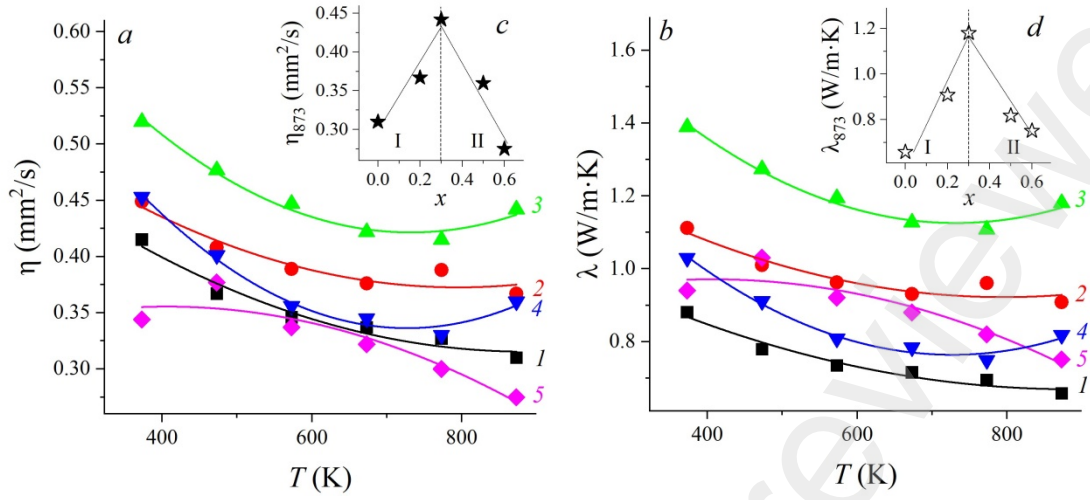 a
η (mm²/s)
0.60
0.55
0.50
0.45
0.40
0.35
0.30
400
600
800
T (K)
3
2
4
1
5
c
η₈₇₃ (mm²/s)
0.45
0.40
0.35
0.30
I
II
0.0
0.2
0.4
0.6
x
b
λ (W/m·K)
1.6
1.4
1.2
1.0
0.8
400
600
800
T (K)
3
2
4
5
1
d
λ₈₇₃ (W/m·K)
1.2
1.0
0.8
I
II
0.0
0.2
0.4
0.6
x